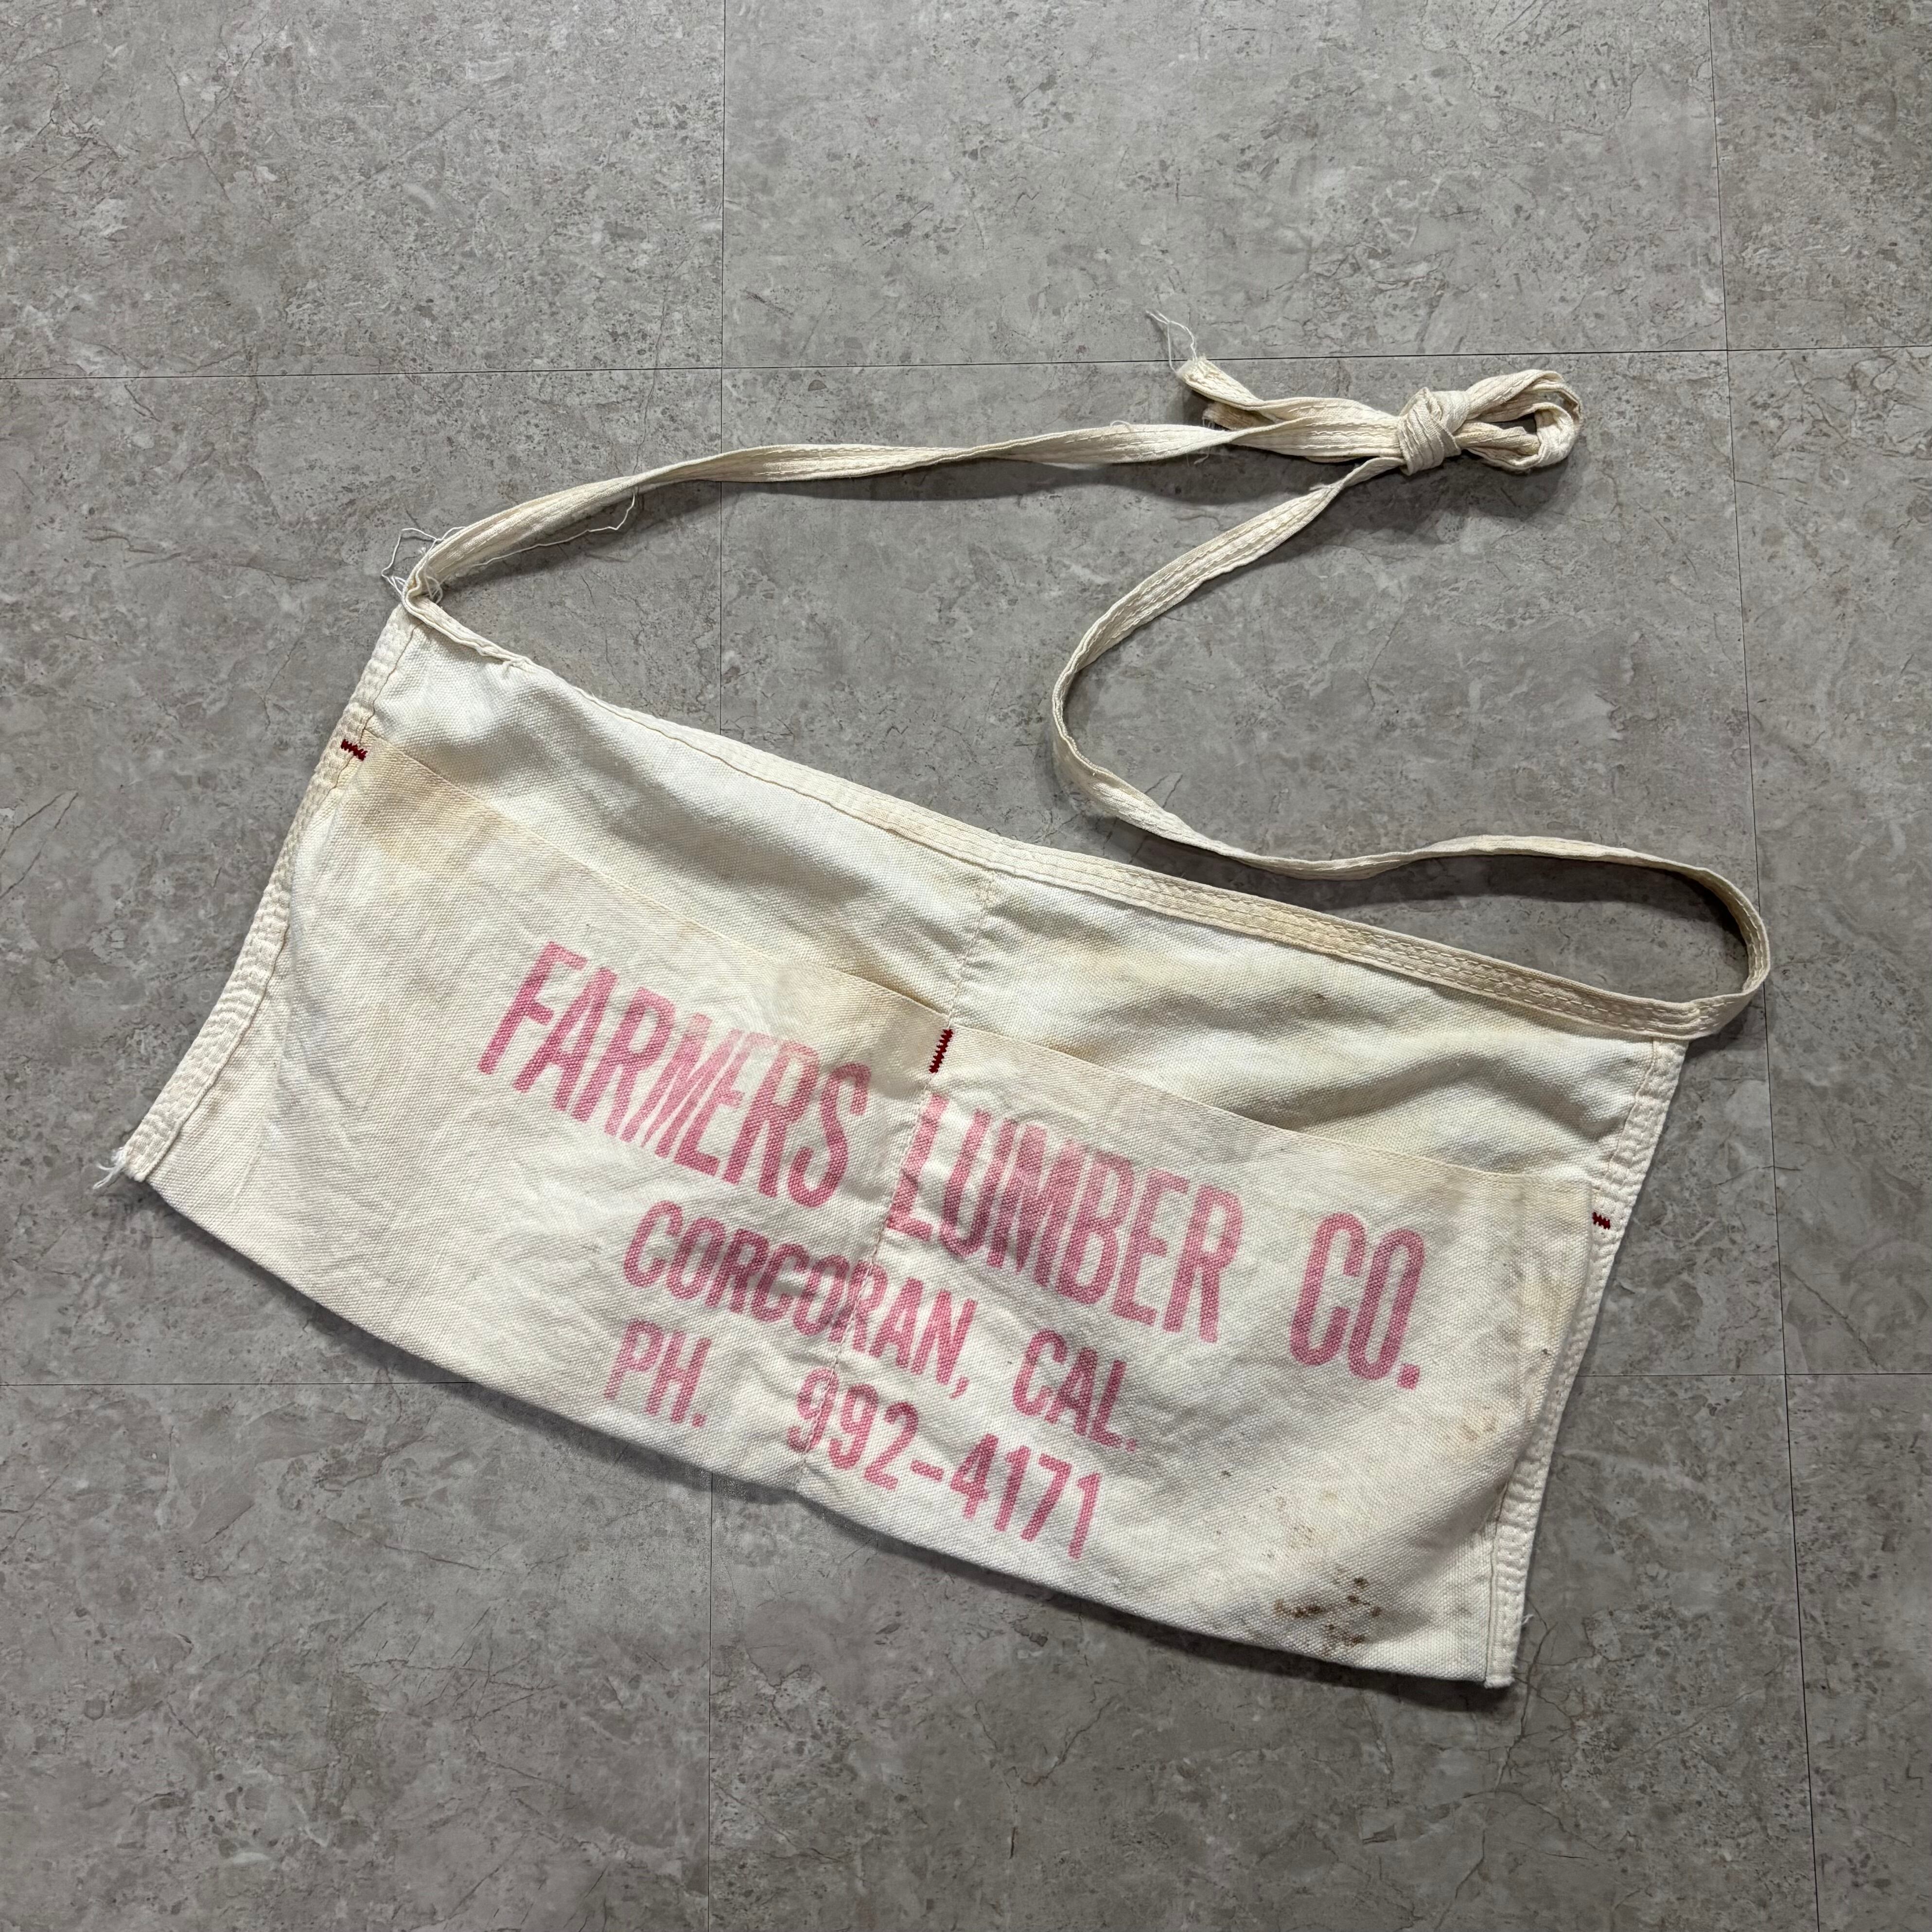 FARMERS LUMBER CO.
CORCORAN, CAL.
PH. 992-4171